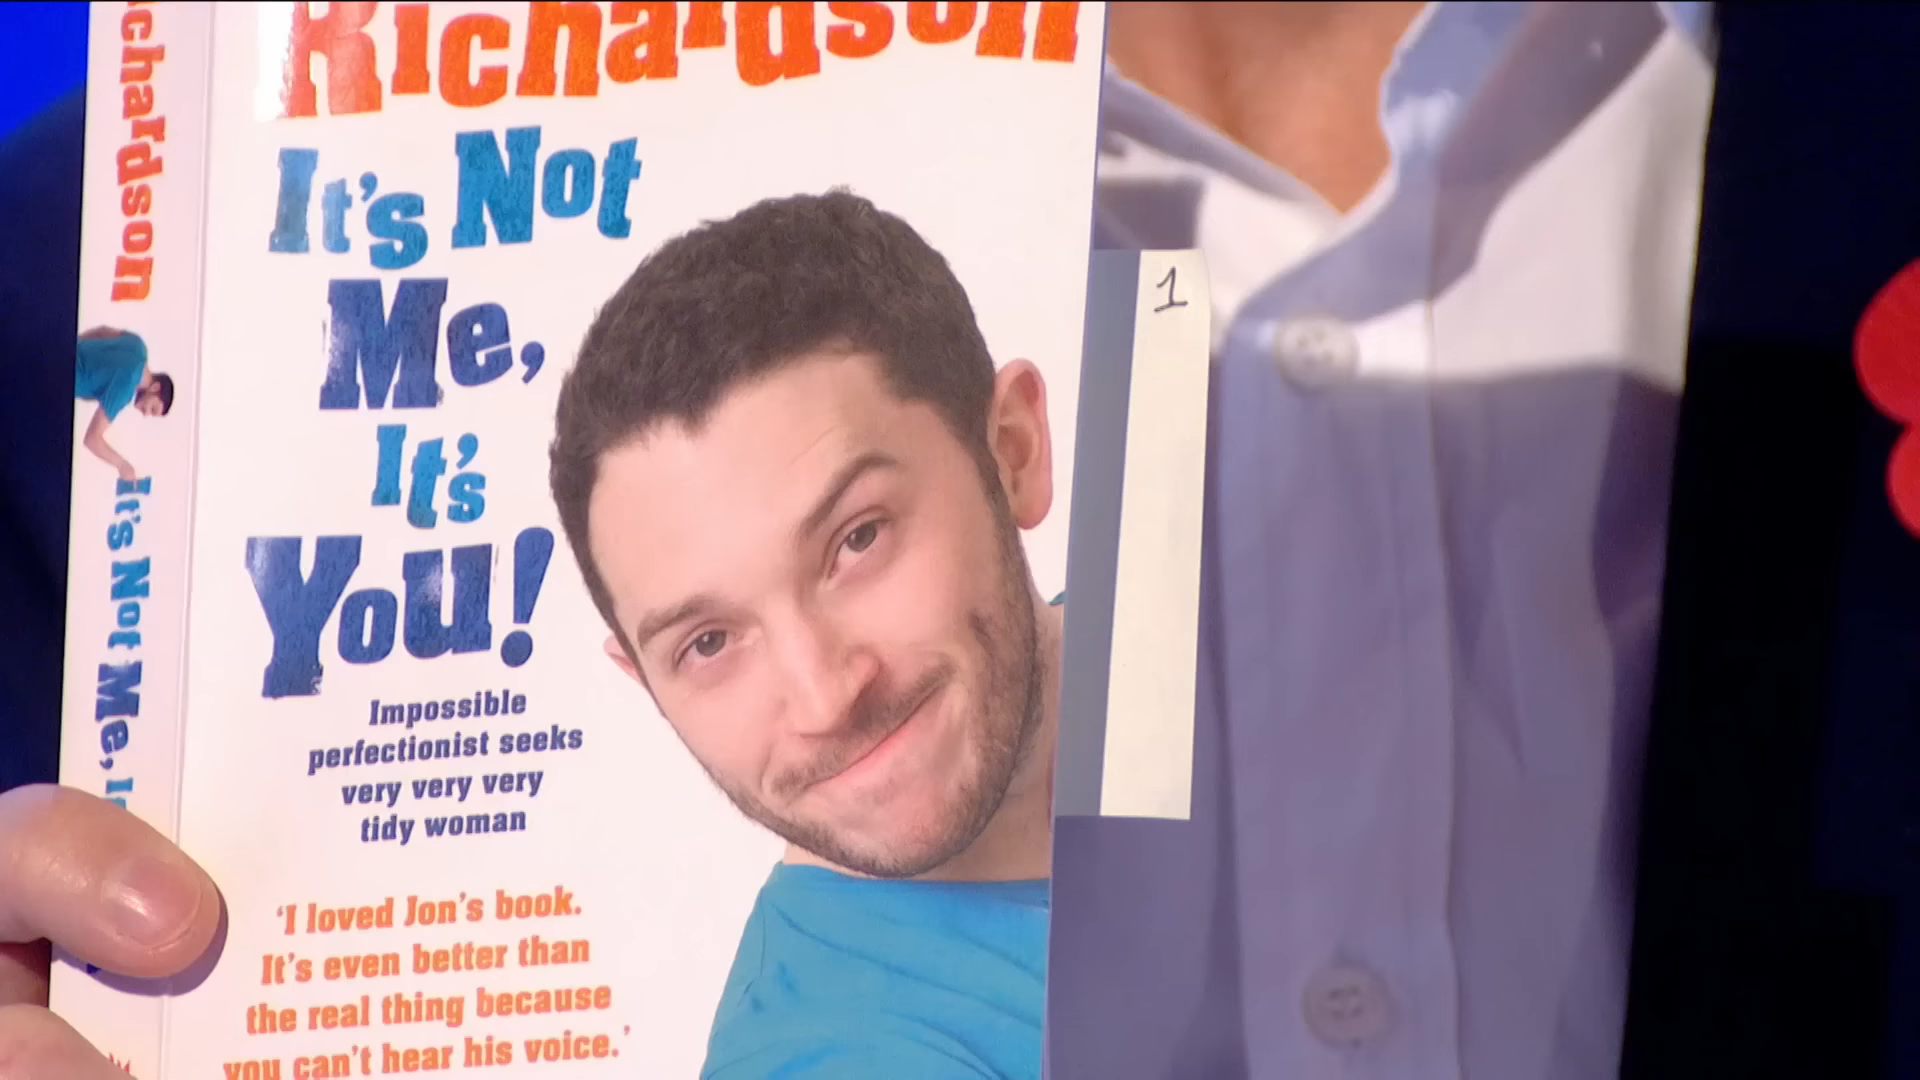 Richardson
It's Not
Me,
It's
You!
Impossible
perfectionist seeks
very very very
tidy woman
'I loved Jon's book.
It's even better than
the real thing because
you can't hear his voice.'
chardson
It's Not Me,
1